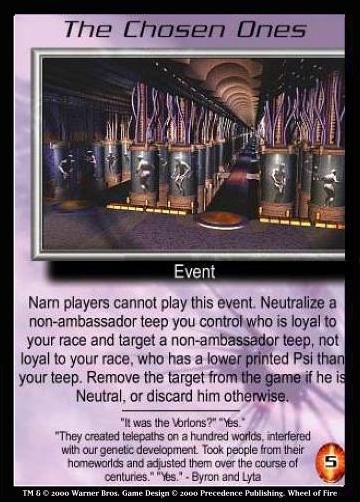 The Chosen Ones
Event
Narn players cannot play this event. Neutralize a
non-ambassador teep you control who is loyal to
your race and target a non-ambassador teep, not
loyal to your race, who has a lower printed Psi than
your teep. Remove the target from the game if he is
Neutral, or discard him otherwise.
"It was the Vorlons?" "Yes."
"They created telepaths on a hundred worlds, interfered
with our genetic development. Took people from their
homeworlds and adjusted them over the course of
centuries." "Yes." - Byron and Lyta
5
TM & © 2000 Warner Bros. Game Design © 2000 Precedence Publishing. Wheel of Fire